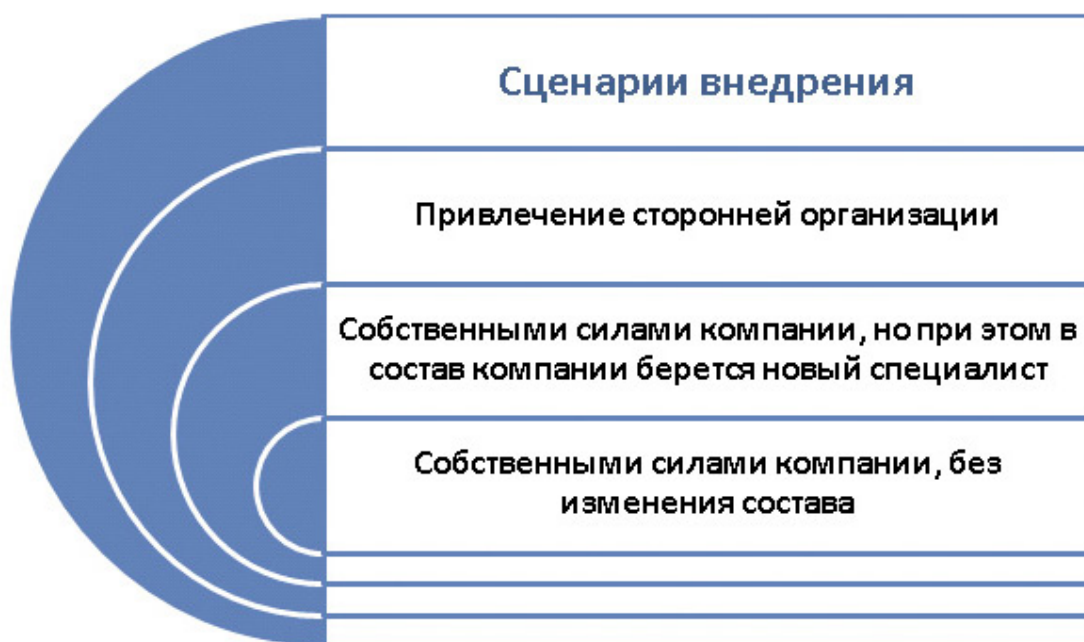 Сценарии внедрения
Привлечение сторонней организации
Собственными силами компании, но при этом в
состав компании берется новый специалист
Собственными силами компании, без
изменения состава